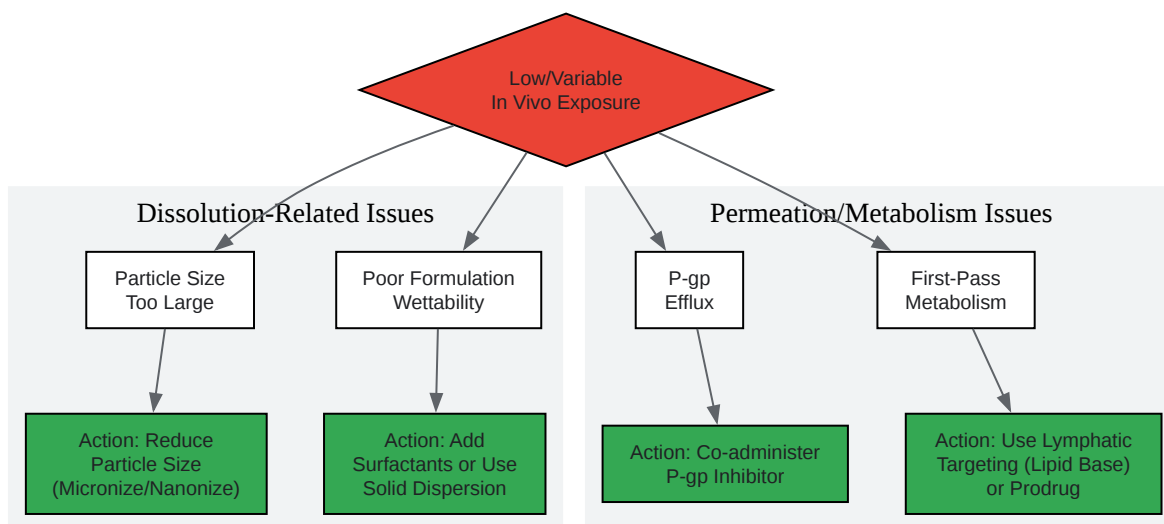 Low/Variable
In Vivo Exposure
Dissolution-Related Issues
Permeation/Metabolism Issues
Particle Size
Too Large
Poor Formulation
Wettability
P-gp
Efflux
First-Pass
Metabolism
Action: Reduce
Particle Size
(Micronize/Nanonize)
Action: Add
Surfactants or Use
Solid Dispersion
Action: Co-administer
P-gp Inhibitor
Action: Use Lymphatic
Targeting (Lipid Base)
or Prodrug